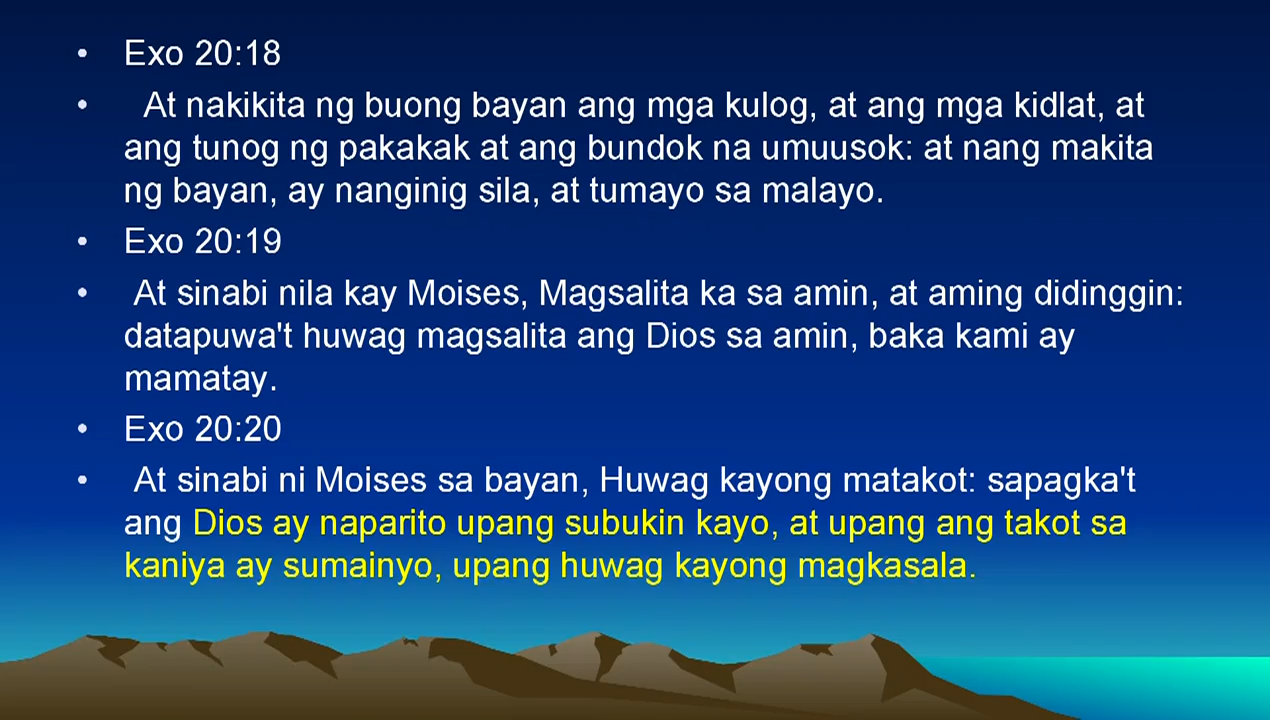 • Exo 20:18
• At nakikita ng buong bayan ang mga kulog, at ang mga kidlat, at
ang tunog ng pakakak at ang bundok na umuusok: at nang makita
ng bayan, ay nanginig sila, at tumayo sa malayo.
• Exo 20:19
• At sinabi nila kay Moises, Magsalita ka sa amin, at aming didinggin:
datapuwa't huwag magsalita ang Dios sa amin, baka kami ay
mamatay.
• Exo 20:20
• At sinabi ni Moises sa bayan, Huwag kayong matakot: sapagka't
ang Dios ay naparito upang subukin kayo, at upang ang takot sa
kaniya ay sumainyo, upang huwag kayong magkasala.